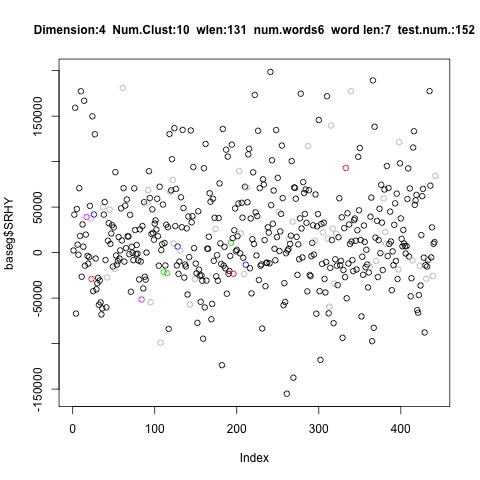 Dimension:4 Num.Clust:10 wlen:131 num.words6 word len:7 test.num.:152
150000
50000
0
-50000
-150000
baseg$SRHY
0 100 200 300 400
Index